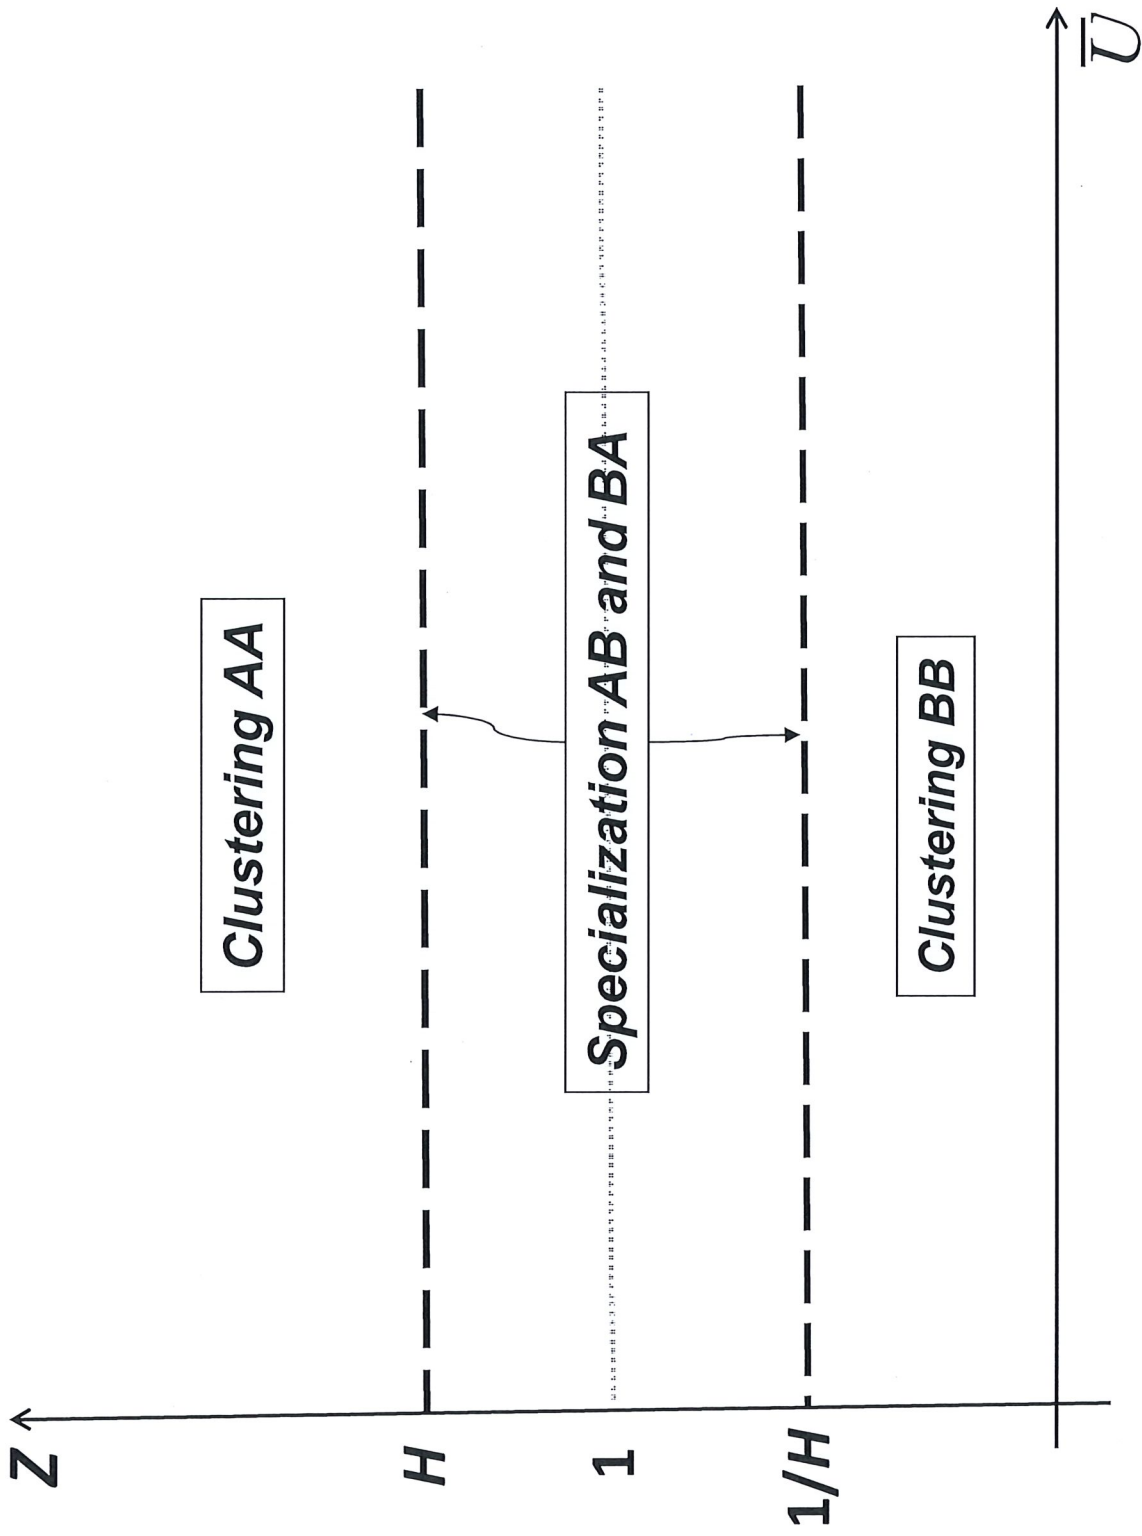 Z
Clustering AA
H
Specialization AB and BA
1
1/H
Clustering BB
U̅